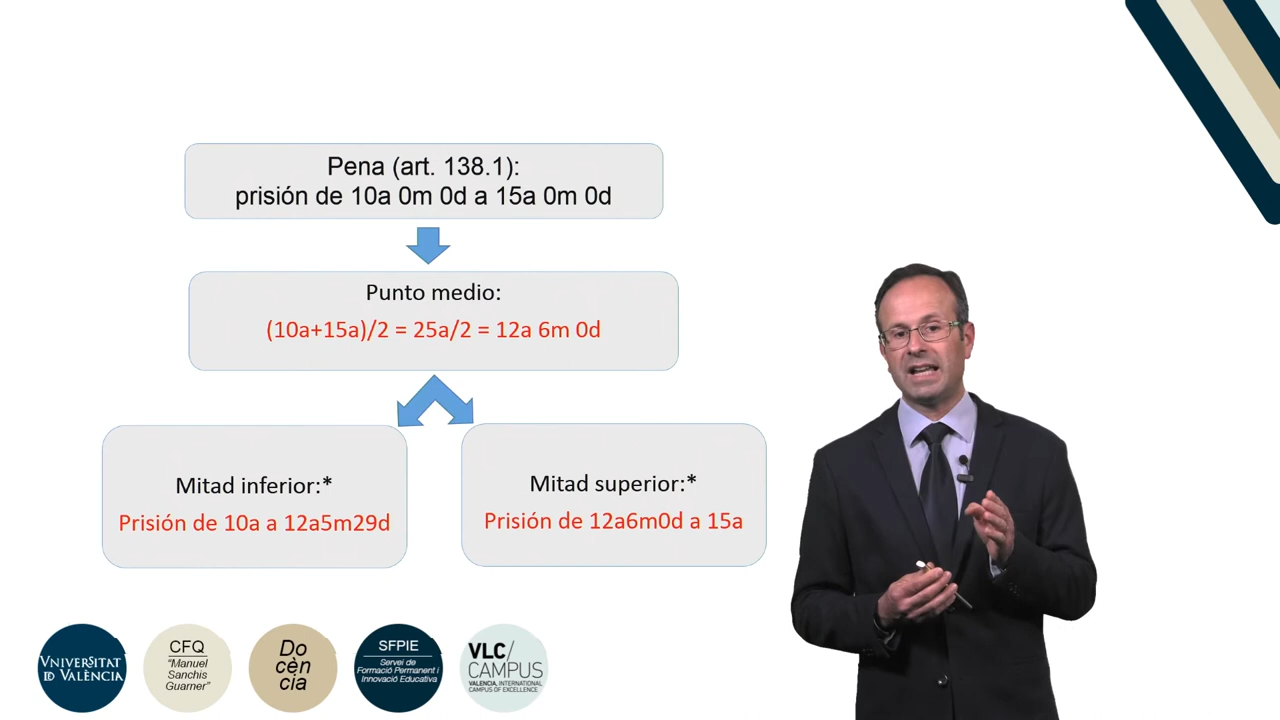 Pena (art. 138.1):
prisión de 10a 0m 0d a 15a 0m 0d
Punto medio:
(10a+15a)/2 = 25a/2 = 12a 6m 0d
Mitad inferior:*
Prisión de 10a a 12a5m29d
Mitad superior:*
Prisión de 12a6m0d a 15a
VNIVERSITAT
ID VALÈNCIA
CFQ
"Manuel
Sanchis
Guarner"
Do
cèn
cia
SFPIE
Servei de
Formació Permanent i
Innovació Educativa
VLC/
CAMPUS
VALENCIA, INTERNATIONAL
CAMPUS OF EXCELLENCE